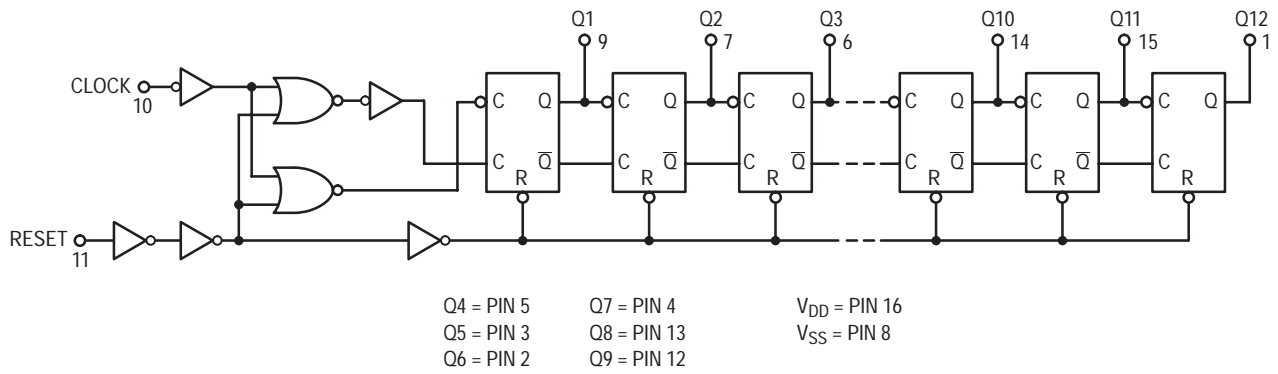 Q1 Q2 Q3 Q10 Q11 Q12
9 7 6 14 15 1
CLOCK
10
C Q C Q C Q C Q C Q C Q
C Q̅ C Q̅ C Q̅ C Q̅ C Q̅ C
R R R R R R
RESET
11
Q4 = PIN 5 Q7 = PIN 4 V_DD = PIN 16
Q5 = PIN 3 Q8 = PIN 13 V_SS = PIN 8
Q6 = PIN 2 Q9 = PIN 12